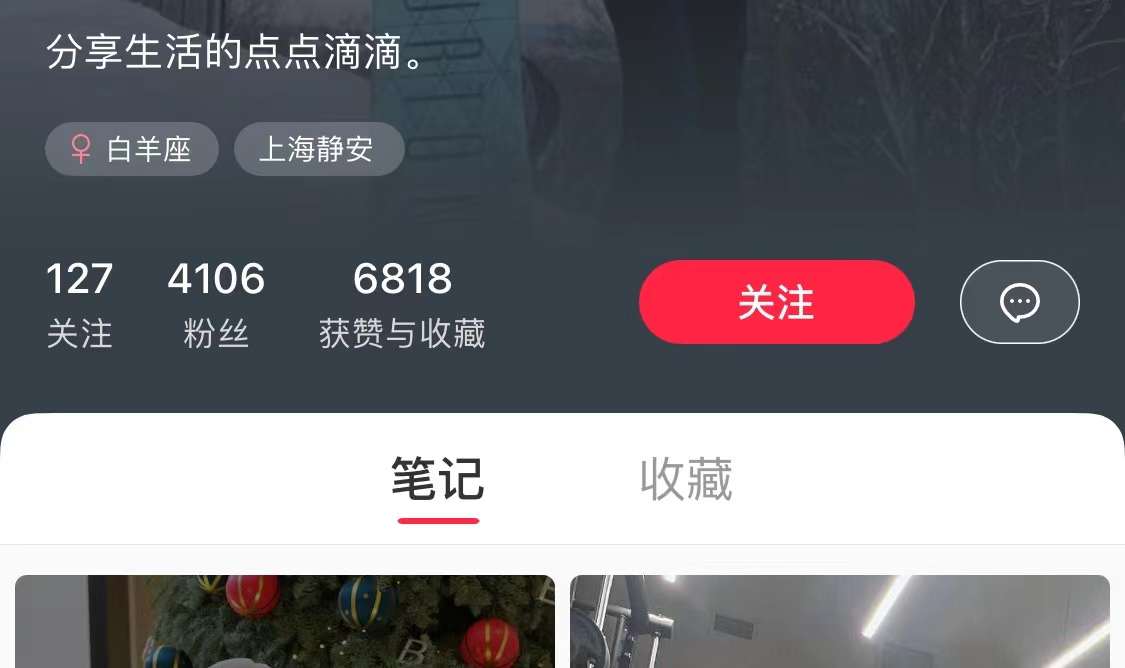 分享生活的点点滴滴。
白羊座 上海静安
127 4106 6818
关注 粉丝 获赞与收藏
关注
笔记 收藏
B